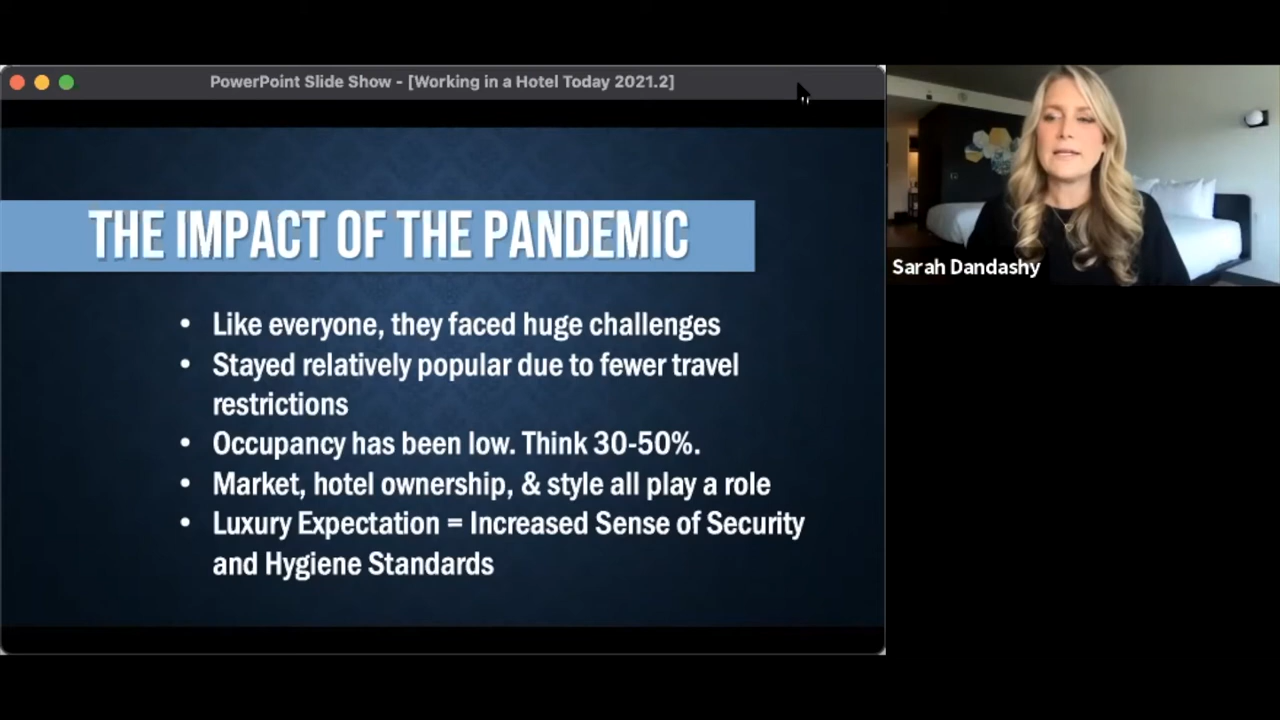 PowerPoint Slide Show - [Working in a Hotel Today 2021.2]
THE IMPACT OF THE PANDEMIC
• Like everyone, they faced huge challenges
• Stayed relatively popular due to fewer travel
restrictions
• Occupancy has been low. Think 30-50%.
• Market, hotel ownership, & style all play a role
• Luxury Expectation = Increased Sense of Security
and Hygiene Standards
Sarah Dandashy